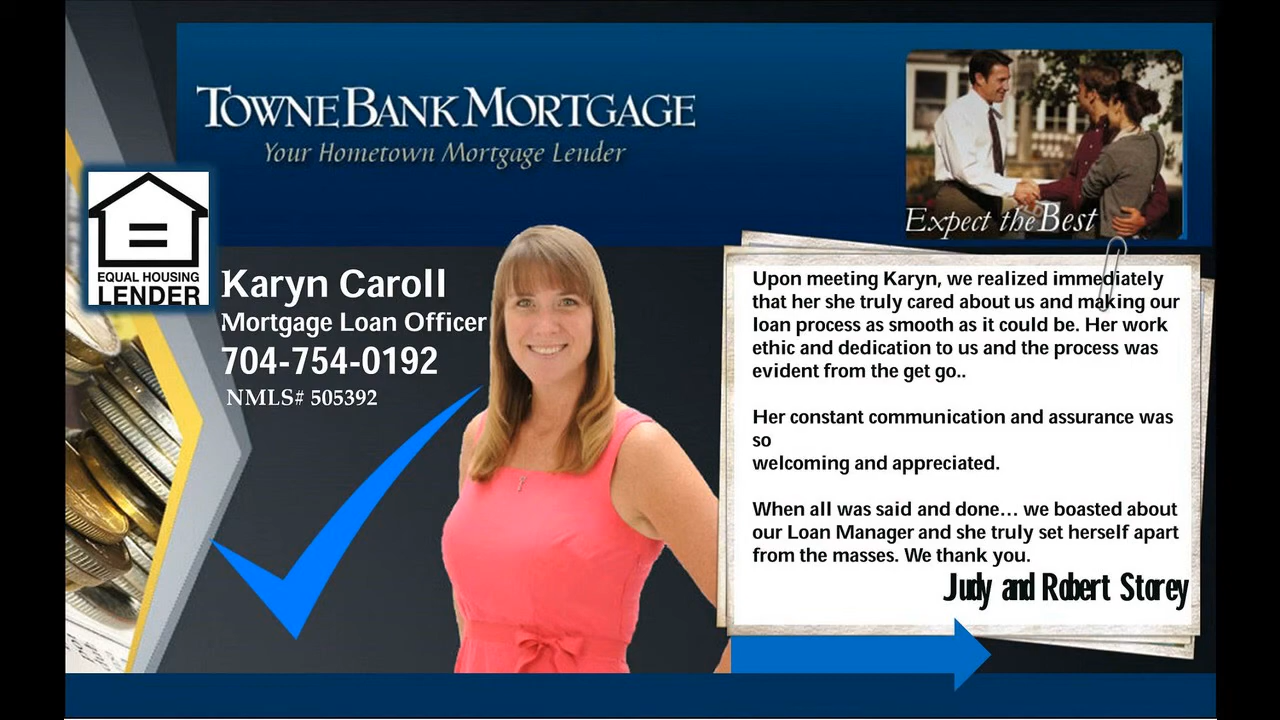 TOWNEBANK MORTGAGE
Your Hometown Mortgage Lender
Expect the Best
EQUAL HOUSING
LENDER
Karyn Caroll
Mortgage Loan Officer
704-754-0192
NMLS# 505392
Upon meeting Karyn, we realized immediately
that her she truly cared about us and making our
loan process as smooth as it could be. Her work
ethic and dedication to us and the process was
evident from the get go..
Her constant communication and assurance was
so
welcoming and appreciated.
When all was said and done... we boasted about
our Loan Manager and she truly set herself apart
from the masses. We thank you.
Judy and Robert Storey